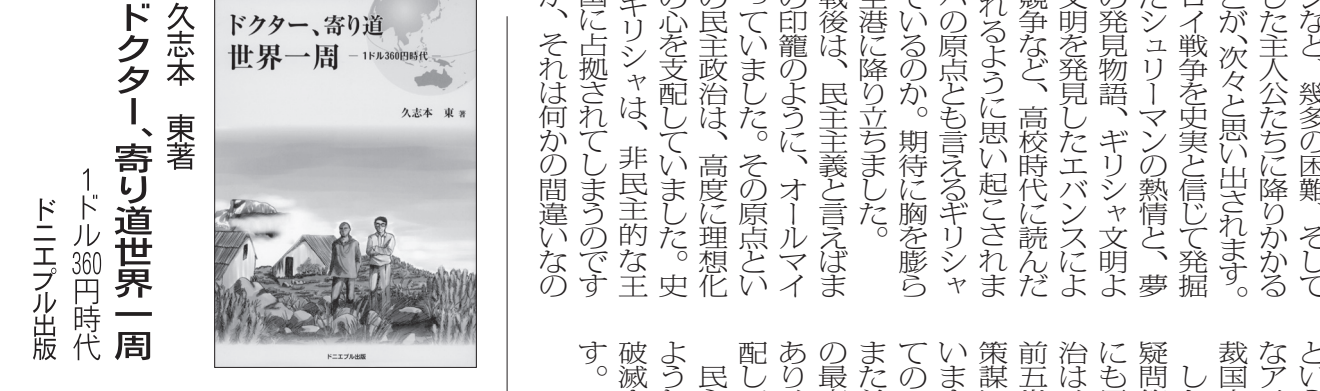 など、幾多の困難、そして
した主人公たちに降りかかる
とが、次々と思い出されます。
ロイ戦争を史実と信じて発掘
たシュリーマンの熱情と、夢
の発見物語、ギリシャ文明よ
文明を発見したエバンスによ
競争など、高校時代に読んだ
れるように思い起こされま
パの原点とも言えるギリシャ
ているのか。期待に胸を膨ら
空港に降り立ちました。
戦後は、民主主義と言えばま
の印籠のように、オールマイ
っていました。その原点とい
の民主政治は、高度に理想化
の心を支配していました。史
ギリシャは、非民主的な王
国に占拠されてしまうのです
か、それは何かの間違いなの
とい
なア
裁国
し
疑問
にも
治は
前五
策謀
いま
ての
また
の最
あり
配し
民
よう
破滅
す。
ドクター、寄り道
世界一周 ―1ドル360円時代―
久志本 東 著
ドニエプル出版
久志本 東著
ドクター、寄り道世界一周
1ドル360円時代
ドニエプル出版